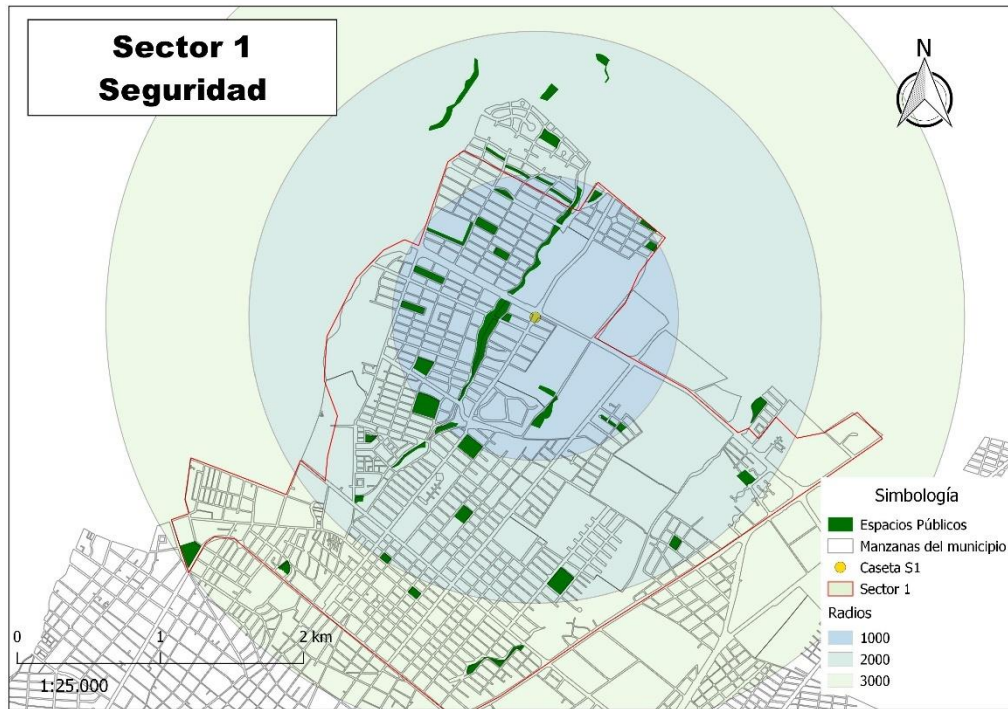 Sector 1
Seguridad
N
Simbología
Espacios Públicos
Manzanas del municipio
Caseta S1
Sector 1
Radios
1000
2000
3000
0 1 2 km
1:25.000